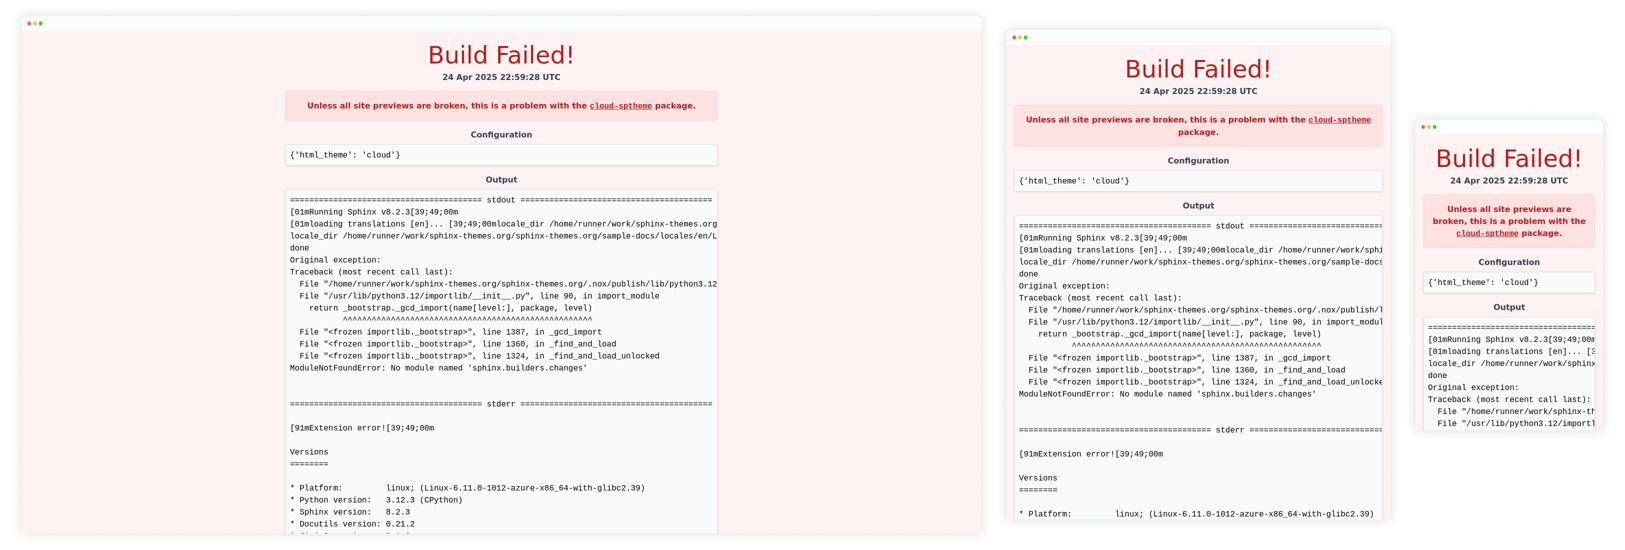 Build Failed!
24 Apr 2025 22:59:28 UTC
Unless all site previews are broken, this is a problem with the cloud-sptheme package.
Configuration
{'html_theme': 'cloud'}
Output
======================================== stdout ========================================
[01mRunning Sphinx v8.2.3[39;49;00m
[01mloading translations [en]... [39;49;00mlocale_dir /home/runner/work/sphinx-themes.org
locale_dir /home/runner/work/sphinx-themes.org/sphinx-themes.org/sample-docs/locales/en/L
done
Original exception:
Traceback (most recent call last):
  File "/home/runner/work/sphinx-themes.org/sphinx-themes.org/.nox/publish/lib/python3.12
  File "/usr/lib/python3.12/importlib/__init__.py", line 90, in import_module
    return _bootstrap._gcd_import(name[level:], package, level)
           ^^^^^^^^^^^^^^^^^^^^^^^^^^^^^^^^^^^^^^^^^^^^^^^^^^^^
  File "<frozen importlib._bootstrap>", line 1387, in _gcd_import
  File "<frozen importlib._bootstrap>", line 1360, in _find_and_load
  File "<frozen importlib._bootstrap>", line 1324, in _find_and_load_unlocked
ModuleNotFoundError: No module named 'sphinx.builders.changes'
======================================== stderr ========================================
[91mExtension error![39;49;00m
Versions
========
* Platform:         linux; (Linux-6.11.0-1012-azure-x86_64-with-glibc2.39)
* Python version:   3.12.3 (CPython)
* Sphinx version:   8.2.3
* Docutils version: 0.21.2
Build Failed!
24 Apr 2025 22:59:28 UTC
Unless all site previews are broken, this is a problem with the cloud-sptheme
package.
Configuration
{'html_theme': 'cloud'}
Output
======================================== stdout ============================
[01mRunning Sphinx v8.2.3[39;49;00m
[01mloading translations [en]... [39;49;00mlocale_dir /home/runner/work/sphi
locale_dir /home/runner/work/sphinx-themes.org/sphinx-themes.org/sample-docs
done
Original exception:
Traceback (most recent call last):
  File "/home/runner/work/sphinx-themes.org/sphinx-themes.org/.nox/publish/l
  File "/usr/lib/python3.12/importlib/__init__.py", line 90, in import_modul
    return _bootstrap._gcd_import(name[level:], package, level)
           ^^^^^^^^^^^^^^^^^^^^^^^^^^^^^^^^^^^^^^^^^^^^^^^^^^^^
  File "<frozen importlib._bootstrap>", line 1387, in _gcd_import
  File "<frozen importlib._bootstrap>", line 1360, in _find_and_load
  File "<frozen importlib._bootstrap>", line 1324, in _find_and_load_unlocke
ModuleNotFoundError: No module named 'sphinx.builders.changes'
======================================== stderr ============================
[91mExtension error![39;49;00m
Versions
========
* Platform:         linux; (Linux-6.11.0-1012-azure-x86_64-with-glibc2.39)
Build Failed!
24 Apr 2025 22:59:28 UTC
Unless all site previews are
broken, this is a problem with the
cloud-sptheme package.
Configuration
{'html_theme': 'cloud'}
Output
===================================
[01mRunning Sphinx v8.2.3[39;49;00m
[01mloading translations [en]... [3
locale_dir /home/runner/work/sphinx
done
Original exception:
Traceback (most recent call last):
  File "/home/runner/work/sphinx-th
  File "/usr/lib/python3.12/importl